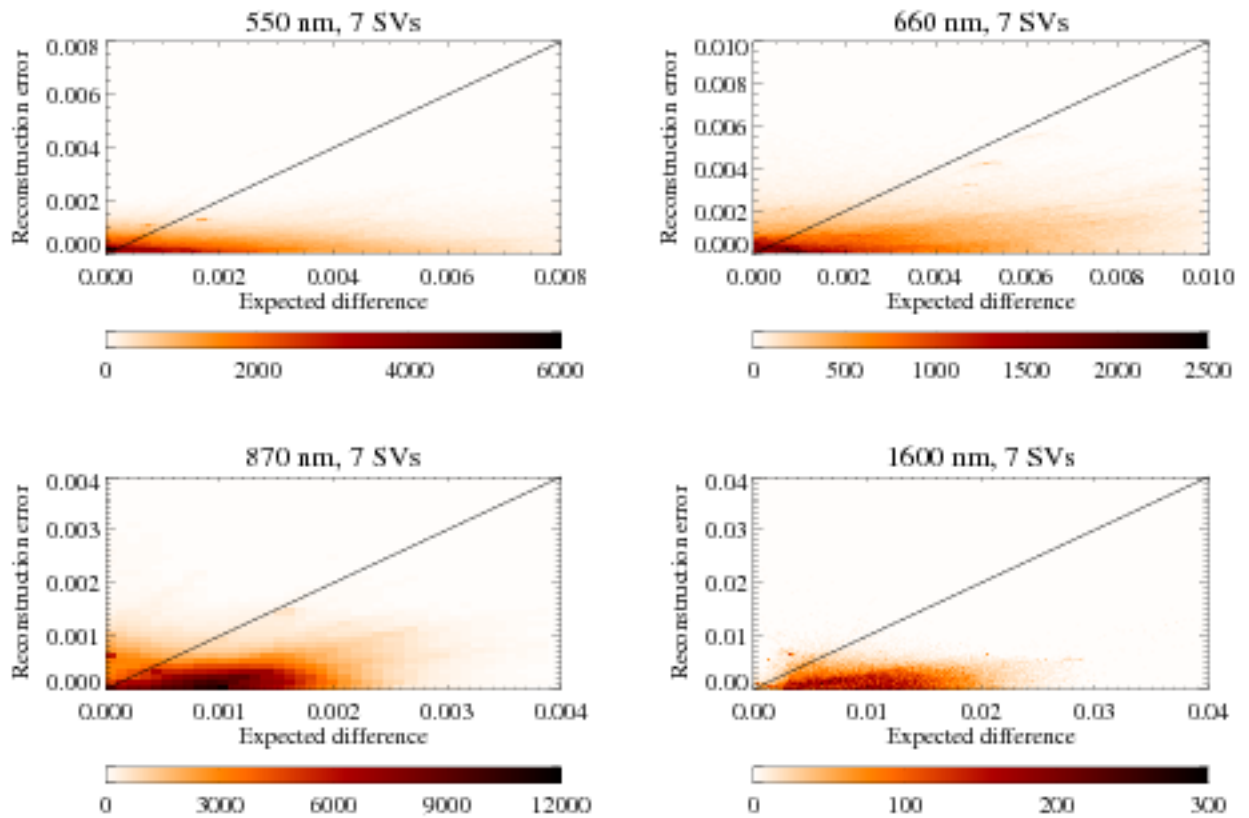 550 nm, 7 SVs
Reconstruction error
0.008
0.006
0.004
0.002
0.000
0.000 0.002 0.004 0.006 0.008
Expected difference
0 2000 4000 6000
660 nm, 7 SVs
Reconstruction error
0.010
0.008
0.006
0.004
0.002
0.000
0.000 0.002 0.004 0.006 0.008 0.010
Expected difference
0 500 1000 1500 2000 2500
870 nm, 7 SVs
Reconstruction error
0.004
0.003
0.002
0.001
0.000
0.000 0.001 0.002 0.003 0.004
Expected difference
0 3000 6000 9000 12000
1600 nm, 7 SVs
Reconstruction error
0.04
0.03
0.02
0.01
0.00
0.00 0.01 0.02 0.03 0.04
Expected difference
0 100 200 300